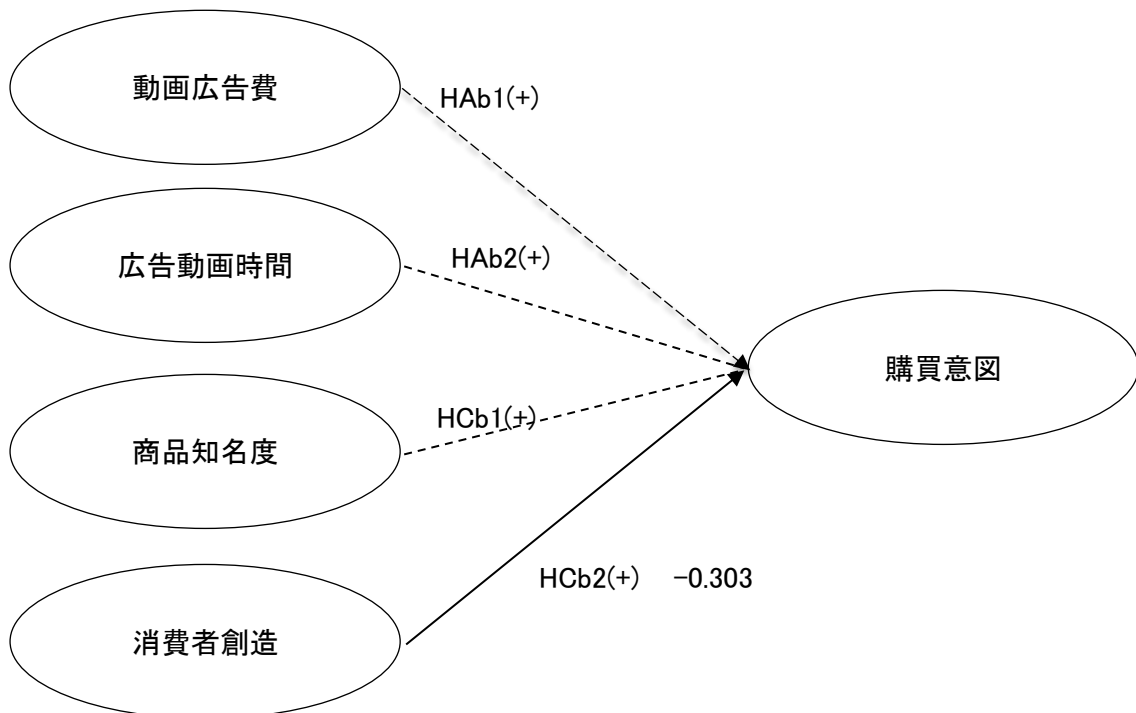 動画広告費
HAb1(+)
広告動画時間
HAb2(+)
購買意図
商品知名度
HCb1(+)
HCb2(+) -0.303
消費者創造